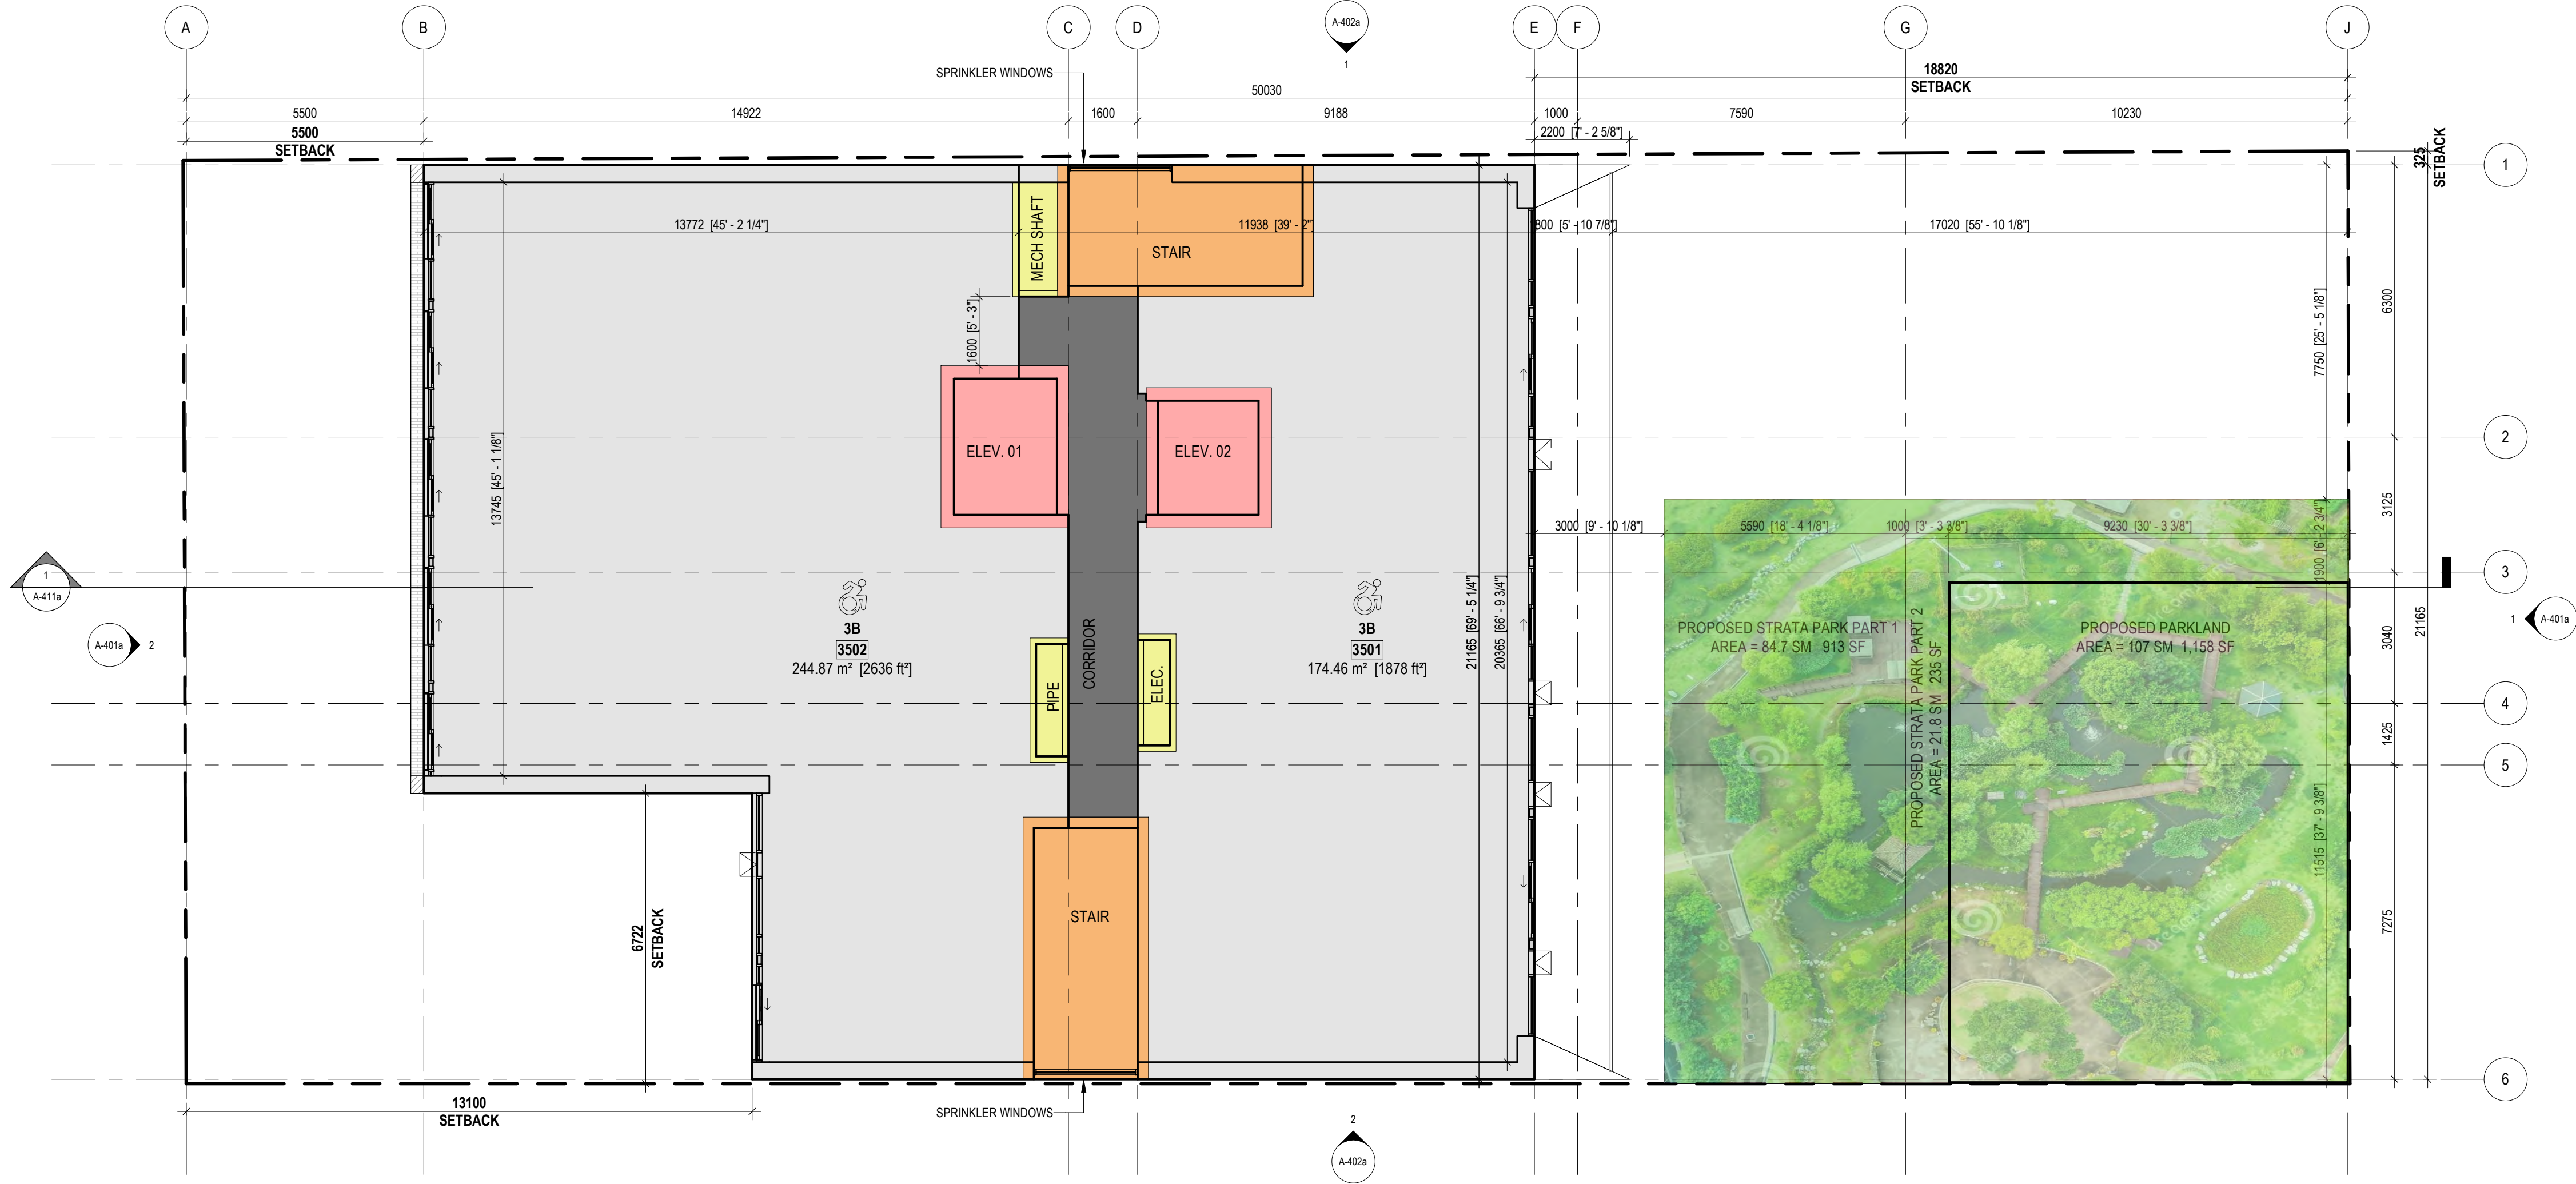 A
B
C
D
E
F
G
J
A-402a
1
SPRINKLER WINDOWS
18820
SETBACK
50030
5500
14922
1600
9188
1000
7590
10230
5500
SETBACK
2200 [7' - 2 5/8"]
325
SETBACK
1
13772 [45' - 2 1/4"]
MECH SHAFT
11938 [39' - 2"]
STAIR
800 [5' - 10 7/8"]
17020 [55' - 10 1/8"]
1600 [5' - 3"]
7750 [25' - 5 1/8"]
6300
13745 [45' - 1 1/8"]
ELEV. 01
ELEV. 02
2
3000 [9' - 10 1/8"]
5590 [18' - 4 1/8"]
1000 [3' - 3 3/8"]
9230 [30' - 3 3/8"]
1900 [6' - 2 3/4"]
3125
3
1
A-411a
A-401a
2
3B
3502
244.87 m² [2636 ft²]
PIPE
CORRIDOR
ELEC.
3B
3501
174.46 m² [1878 ft²]
21165 [69' - 5 1/4"]
20365 [66' - 9 3/4"]
PROPOSED STRATA PARK PART 1
AREA = 84.7 SM 913 SF
PROPOSED STRATA PARK PART 2
AREA = 21.8 SM 235 SF
PROPOSED PARKLAND
AREA = 107 SM 1,158 SF
3040
21165
1
A-401a
4
1425
5
11515 [37' - 9 3/8"]
7275
6722
SETBACK
STAIR
6
13100
SETBACK
SPRINKLER WINDOWS
2
A-402a